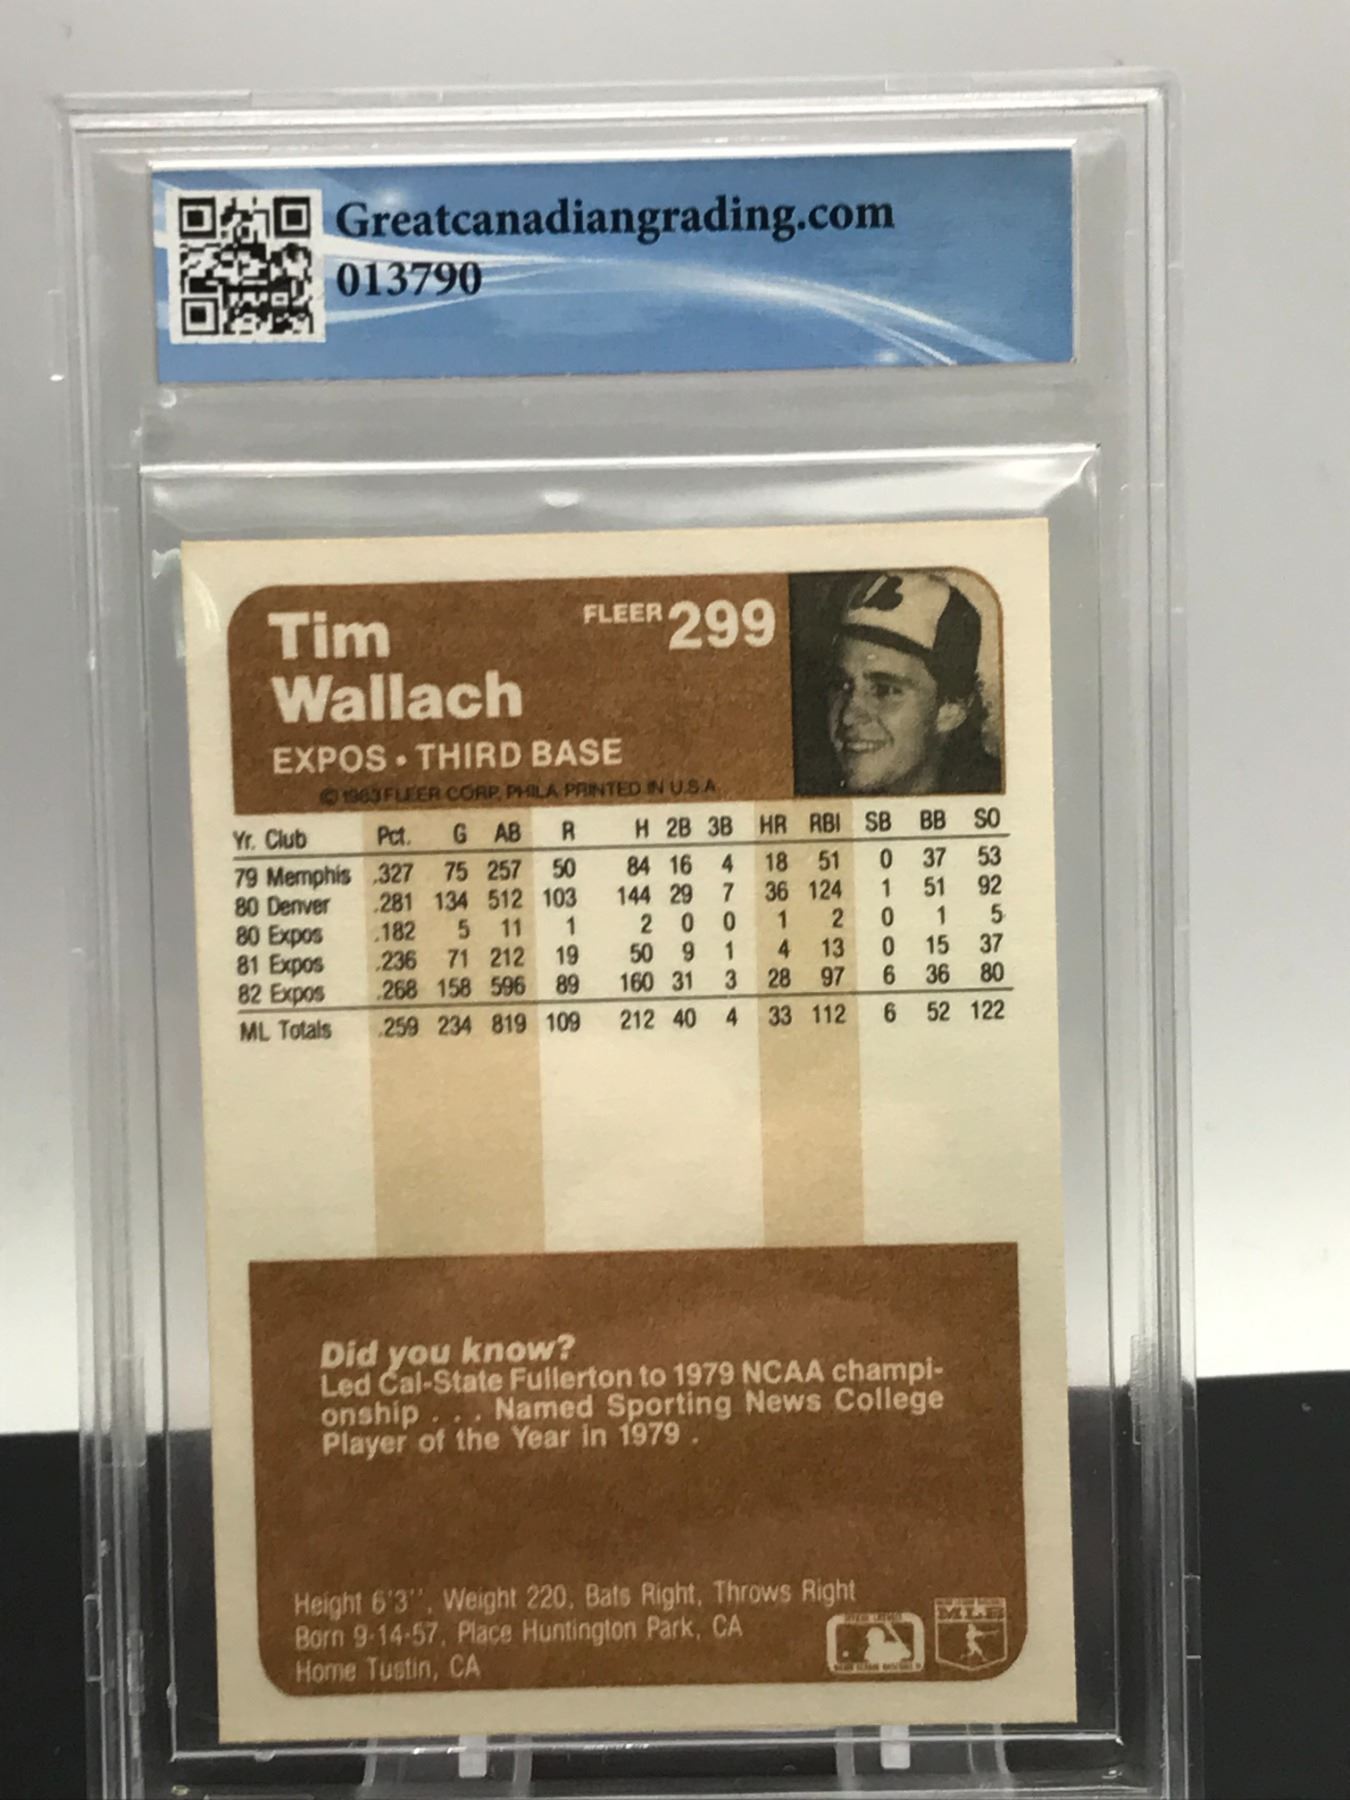 Greatcanadiangrading.com
013790
Tim
Wallach
FLEER 299
EXPOS • THIRD BASE
© 1983 FLEER CORP. PHILA. PRINTED IN U.S.A.
Yr. Club Pct. G AB R H 2B 3B HR RBI SB BB SO
79 Memphis .327 75 257 50 84 16 4 18 51 0 37 53
80 Denver .281 134 512 103 144 29 7 36 124 1 51 92
80 Expos .182 5 11 1 2 0 0 1 2 0 1 5
81 Expos .236 71 212 19 50 9 1 4 13 0 15 37
82 Expos .268 158 596 89 160 31 3 28 97 6 36 80
ML Totals .259 234 819 109 212 40 4 33 112 6 52 122
Did you know?
Led Cal-State Fullerton to 1979 NCAA champi-
onship . . . Named Sporting News College
Player of the Year in 1979 .
Height 6'3'', Weight 220, Bats Right, Throws Right
Born 9-14-57, Place Huntington Park, CA
Home Tustin, CA